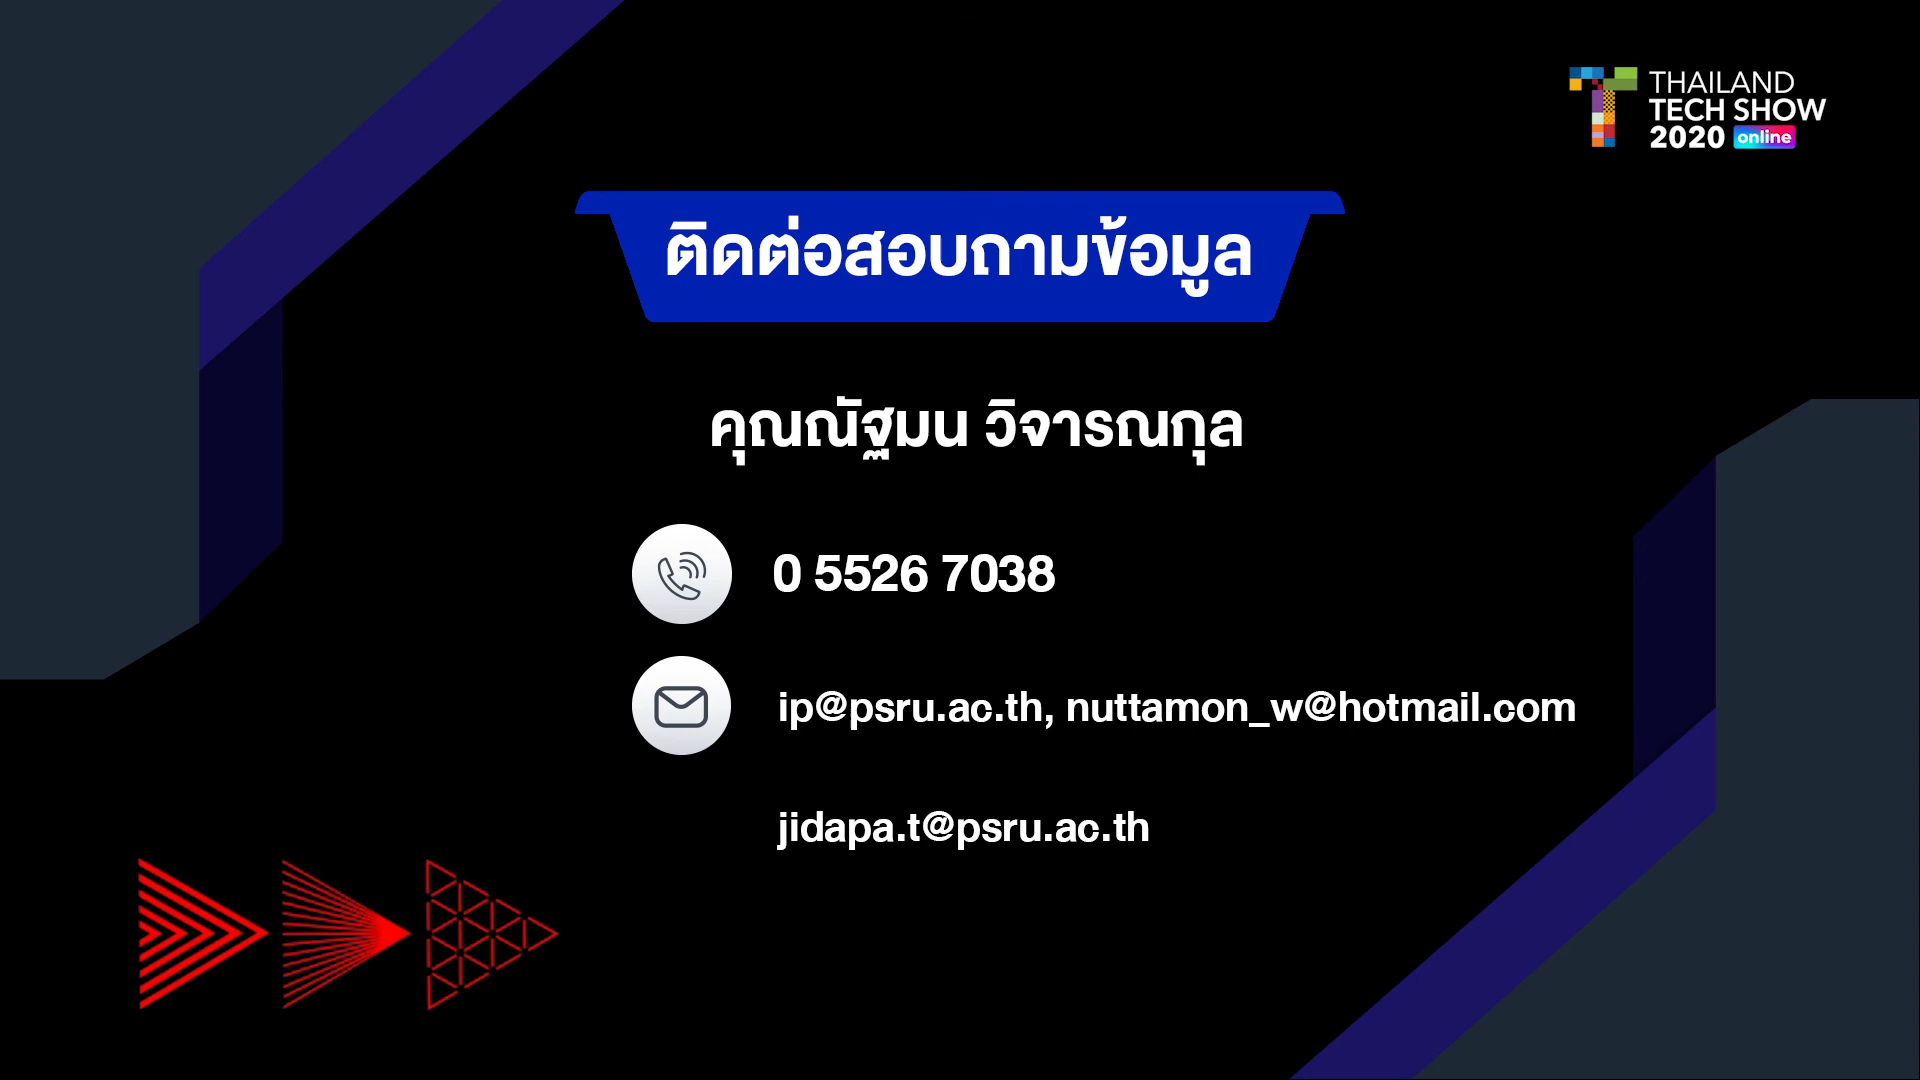 THAILAND
TECH SHOW
2020 online
ติดต่อสอบถามข้อมูล
คุณณัฐมน วิจารณกุล
0 5526 7038
ip@psru.ac.th, nuttamon_w@hotmail.com
jidapa.t@psru.ac.th